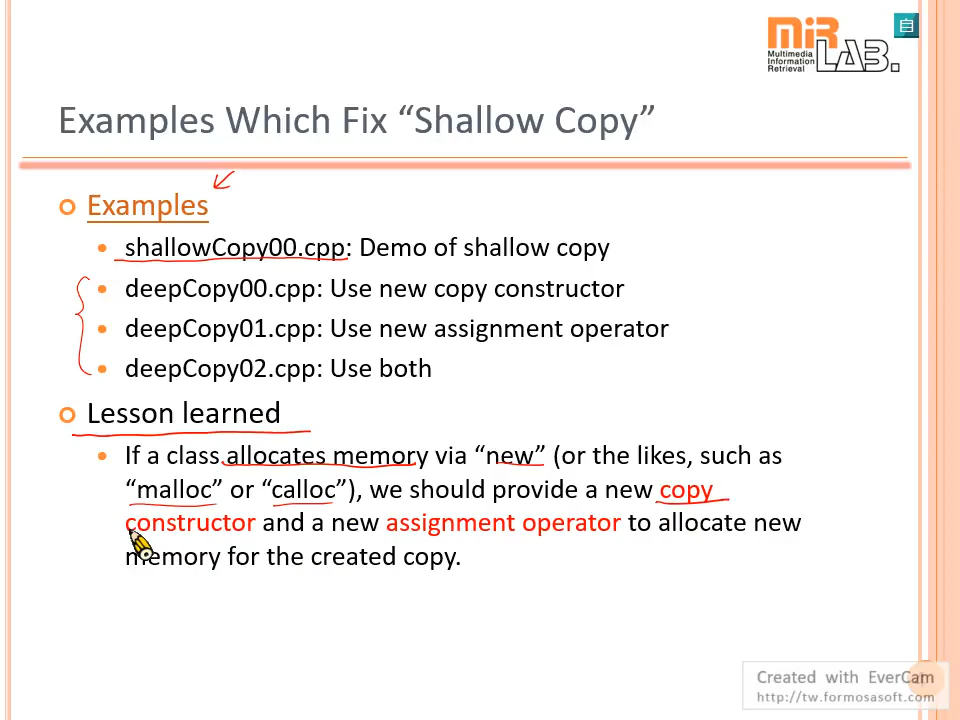 MIR
Multimedia
Information
Retrieval
LAB.
自
Examples Which Fix “Shallow Copy”
Examples
shallowCopy00.cpp: Demo of shallow copy
deepCopy00.cpp: Use new copy constructor
deepCopy01.cpp: Use new assignment operator
deepCopy02.cpp: Use both
Lesson learned
If a class allocates memory via “new” (or the likes, such as
“malloc” or “calloc”), we should provide a new copy
constructor and a new assignment operator to allocate new
memory for the created copy.
Created with EverCam
http://tw.formosasoft.com